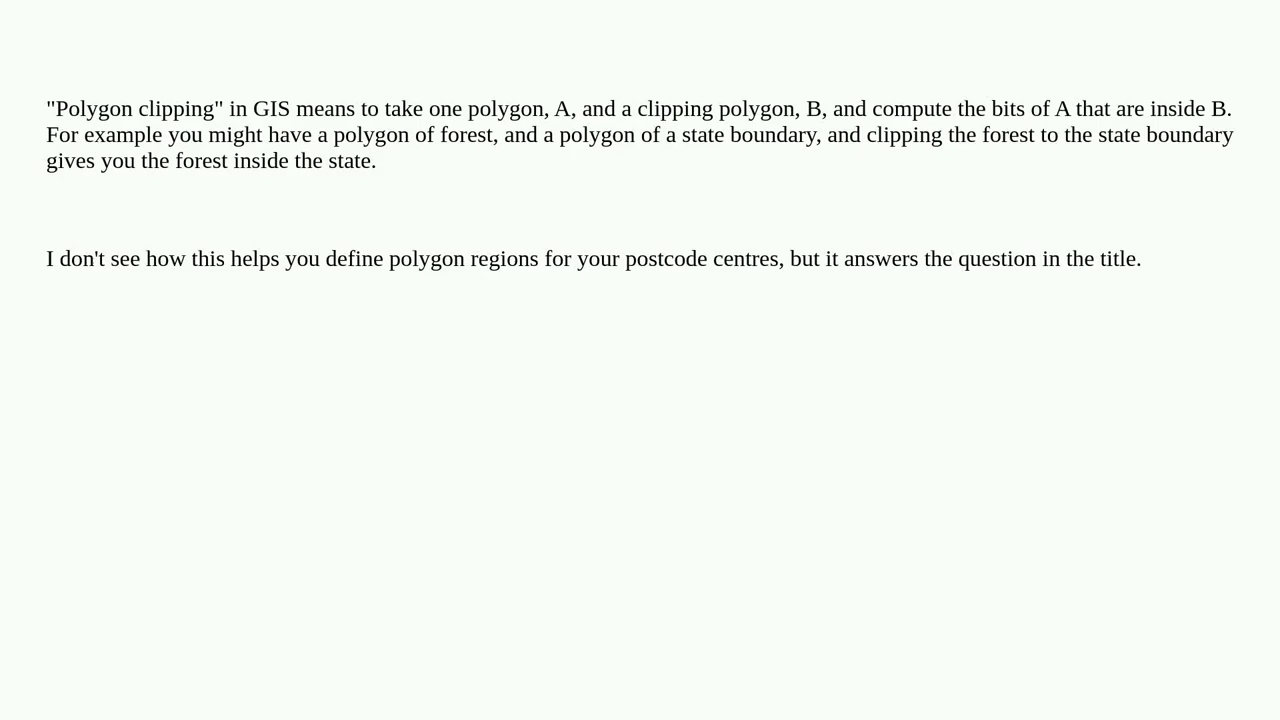 "Polygon clipping" in GIS means to take one polygon, A, and a clipping polygon, B, and compute the bits of A that are inside B.
For example you might have a polygon of forest, and a polygon of a state boundary, and clipping the forest to the state boundary
gives you the forest inside the state.
I don't see how this helps you define polygon regions for your postcode centres, but it answers the question in the title.